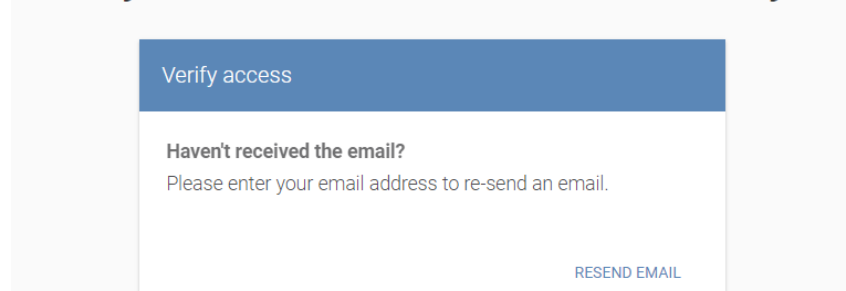 Verify access
Haven't received the email?
Please enter your email address to re-send an email.
RESEND EMAIL